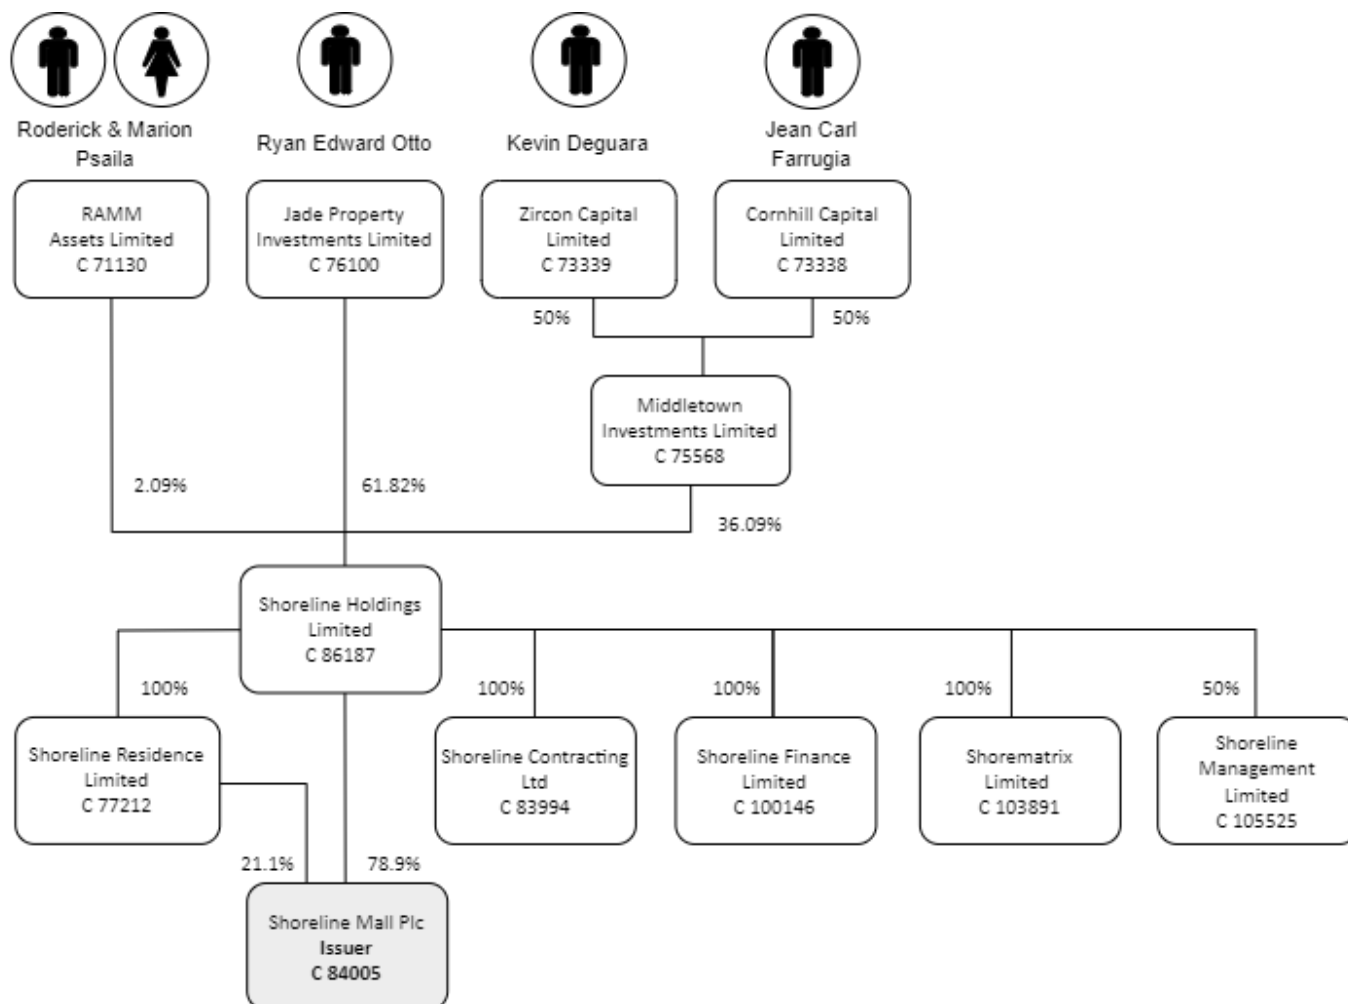 Roderick & Marion
Psaila
Ryan Edward Otto
Kevin Deguara
Jean Carl
Farrugia
RAMM
Assets Limited
C 71130
Jade Property
Investments Limited
C 76100
Zircon Capital
Limited
C 73339
Cornhill Capital
Limited
C 73338
50%
50%
Middletown
Investments Limited
C 75568
2.09%
61.82%
36.09%
Shoreline Holdings
Limited
C 86187
100%
100%
100%
100%
50%
Shoreline Residence
Limited
C 77212
Shoreline Contracting
Ltd
C 83994
Shoreline Finance
Limited
C 100146
Shorematrix
Limited
C 103891
Shoreline
Management
Limited
C 105525
21.1%
78.9%
Shoreline Mall Plc
Issuer
C 84005